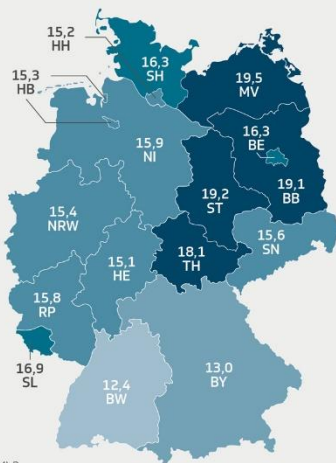 15,2
HH
16,3
SH
19,5
MV
15,3
HB
15,9
NI
16,3
BE
19,1
BB
19,2
ST
15,4
NRW
15,6
SN
15,1
HE
18,1
TH
15,8
RP
16,9
SL
12,4
BW
13,0
BY